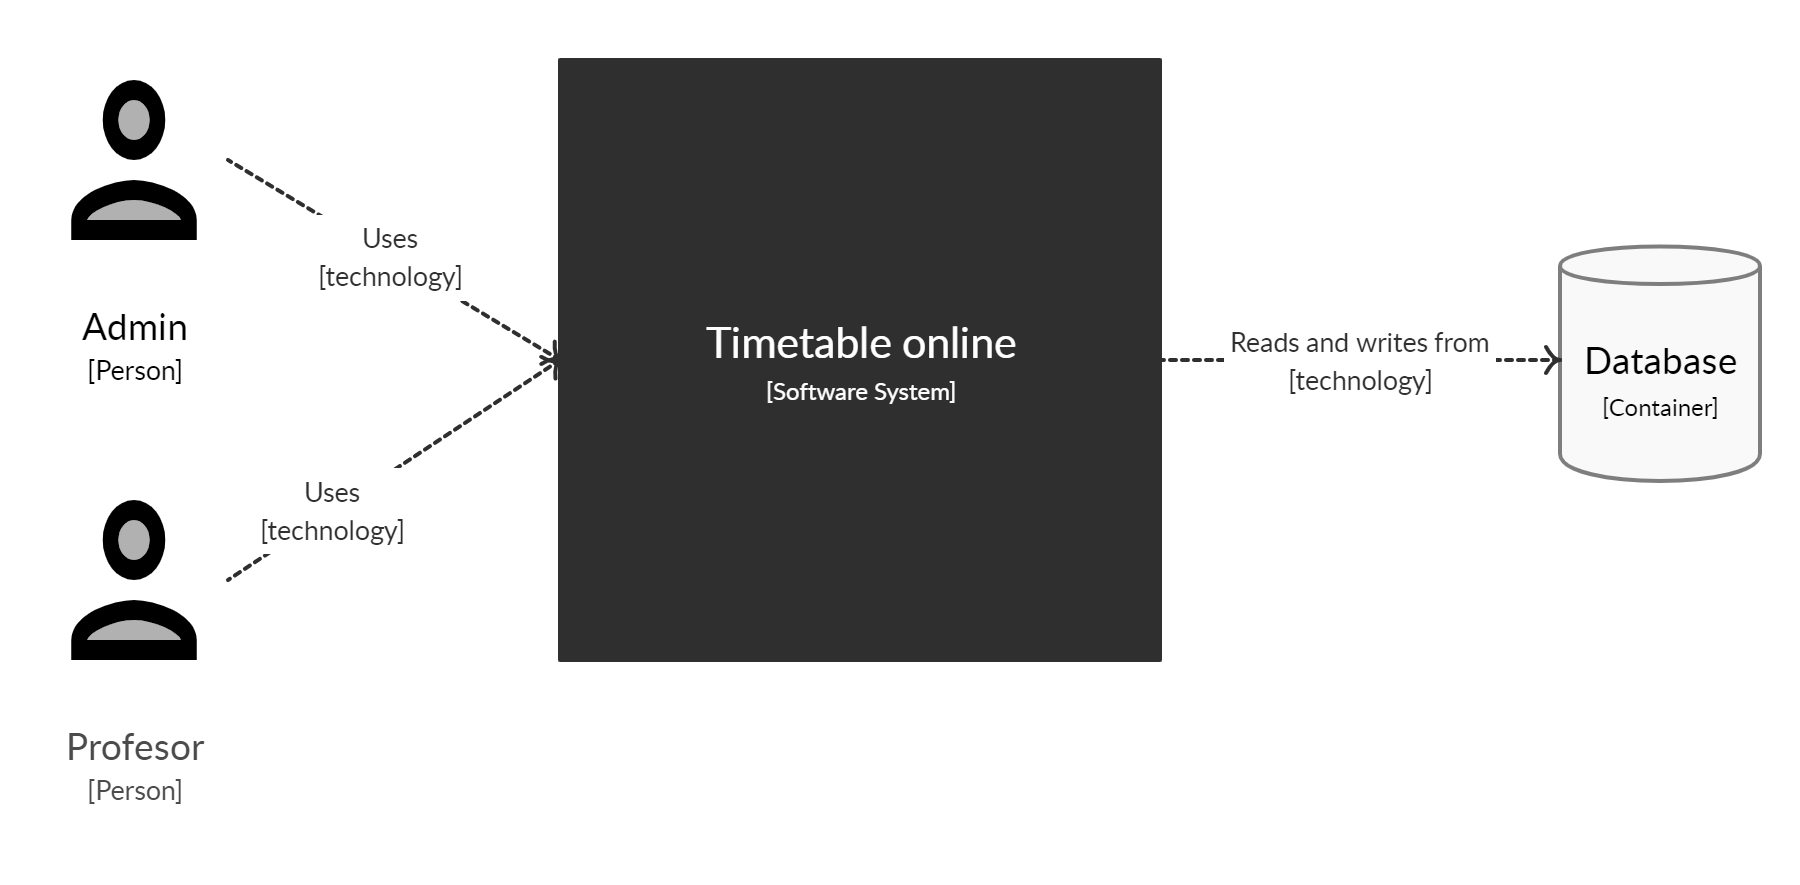 Admin
[Person]
Uses
[technology]
Profesor
[Person]
Uses
[technology]
Timetable online
[Software System]
Reads and writes from
[technology]
Database
[Container]